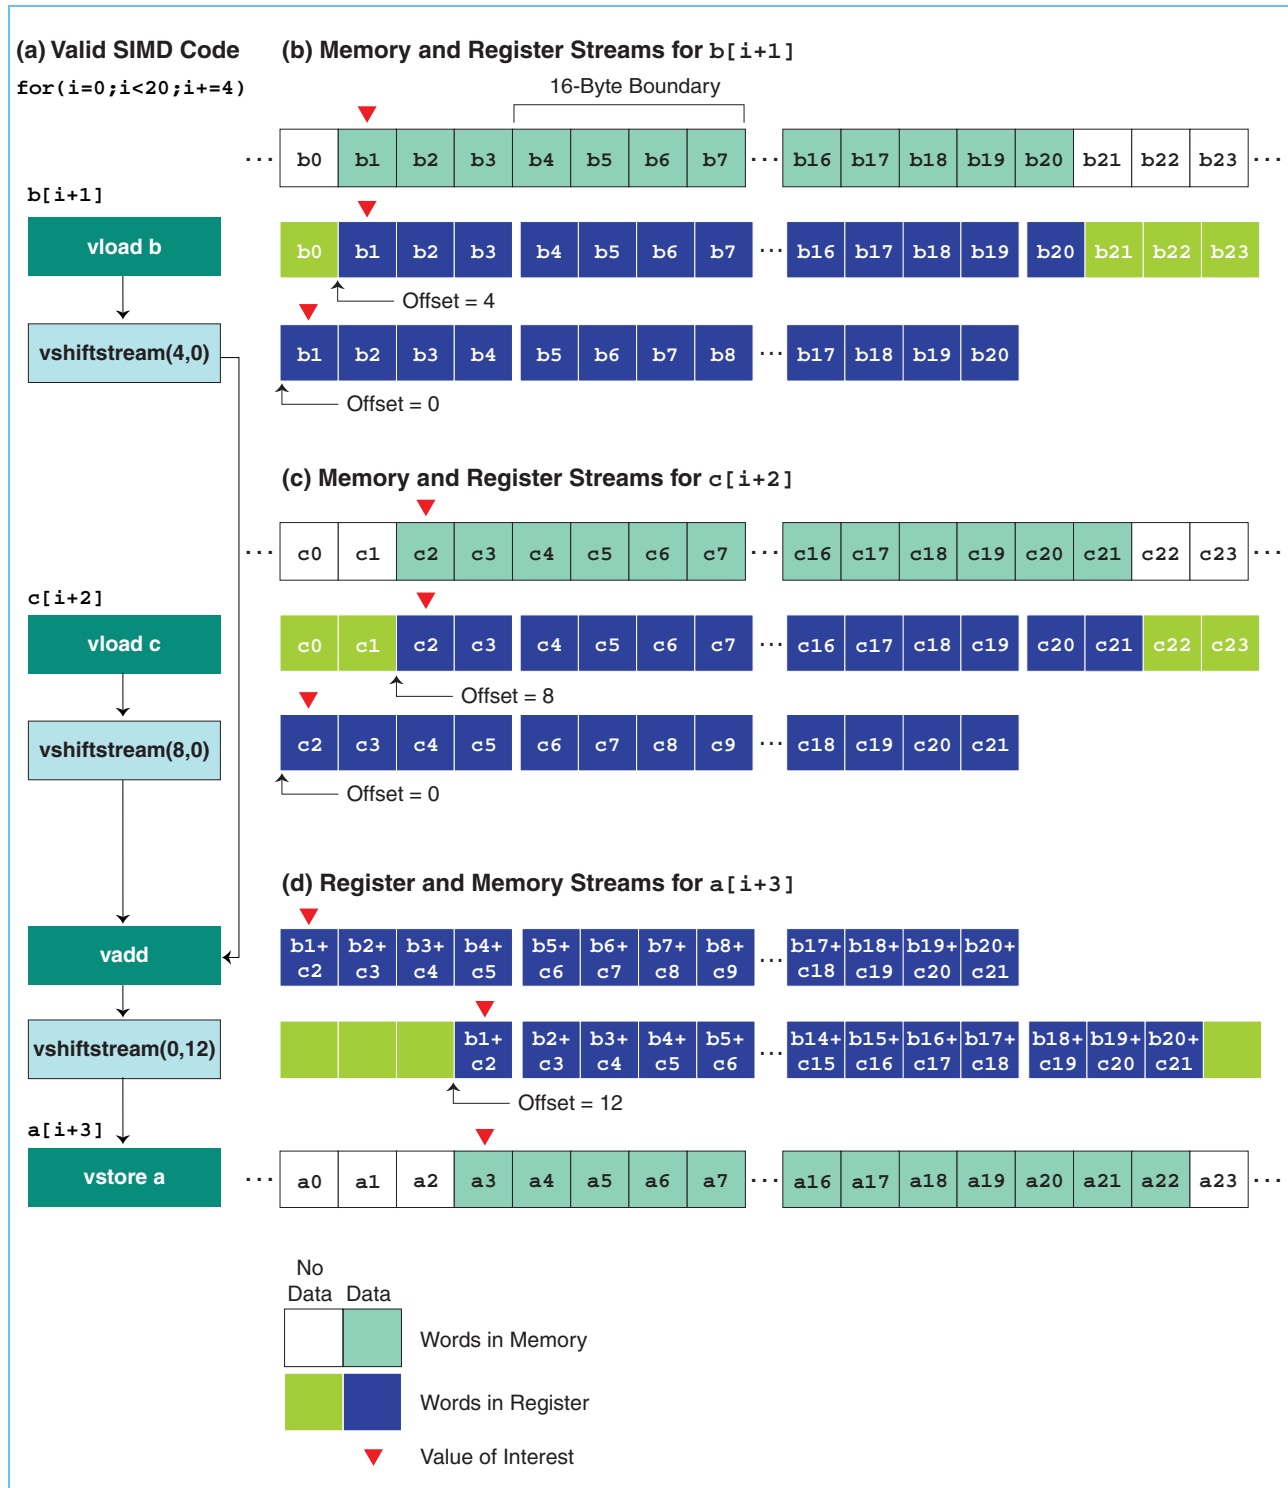 (a) Valid SIMD Code
for(i=0;i<20;i+=4)
b[i+1]
vload b
vshiftstream(4,0)
c[i+2]
vload c
vshiftstream(8,0)
vadd
vshiftstream(0,12)
a[i+3]
vstore a
(b) Memory and Register Streams for b[i+1]
16-Byte Boundary
... b0 b1 b2 b3 b4 b5 b6 b7 ... b16 b17 b18 b19 b20 b21 b22 b23 ...
b0 b1 b2 b3 b4 b5 b6 b7 ... b16 b17 b18 b19 b20 b21 b22 b23
Offset = 4
b1 b2 b3 b4 b5 b6 b7 b8 ... b17 b18 b19 b20
Offset = 0
(c) Memory and Register Streams for c[i+2]
... c0 c1 c2 c3 c4 c5 c6 c7 ... c16 c17 c18 c19 c20 c21 c22 c23 ...
c0 c1 c2 c3 c4 c5 c6 c7 ... c16 c17 c18 c19 c20 c21 c22 c23
Offset = 8
c2 c3 c4 c5 c6 c7 c8 c9 ... c18 c19 c20 c21
Offset = 0
(d) Register and Memory Streams for a[i+3]
b1+ b2+ b3+ b4+ b5+ b6+ b7+ b8+ ... b17+ b18+ b19+ b20+
c2 c3 c4 c5 c6 c7 c8 c9 c18 c19 c20 c21
b1+ b2+ b3+ b4+ b5+ ... b14+ b15+ b16+ b17+ b18+ b19+ b20+
c2 c3 c4 c5 c6 c15 c16 c17 c18 c19 c20 c21
Offset = 12
... a0 a1 a2 a3 a4 a5 a6 a7 ... a16 a17 a18 a19 a20 a21 a22 a23 ...
No
Data Data
Words in Memory
Words in Register
Value of Interest